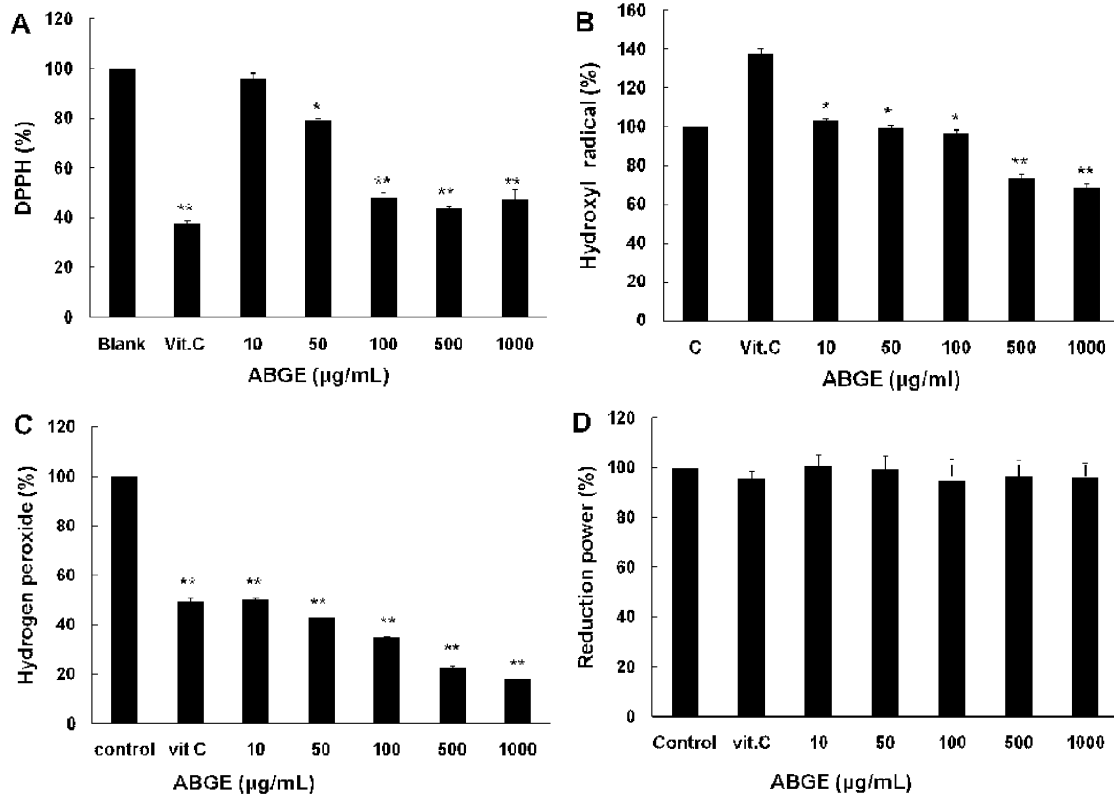 A
120
100
80
60
40
20
0
DPPH (%)
**
*
**
**
**
Blank Vit.C 10 50 100 500 1000
ABGE (µg/mL)
B
160
140
120
100
80
60
40
20
0
Hydroxyl radical (%)
*
*
*
**
**
C Vit.C 10 50 100 500 1000
ABGE (µg/ml)
C
120
100
80
60
40
20
0
Hydrogen peroxide (%)
**
**
**
**
**
**
control vit C 10 50 100 500 1000
ABGE (µg/mL)
D
120
100
80
60
40
20
0
Reduction power (%)
Control vit.C 10 50 100 500 1000
ABGE (µg/mL)